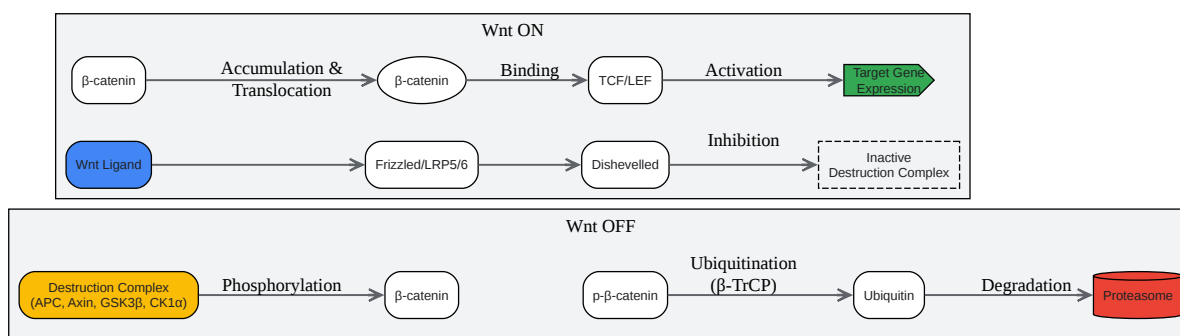 Wnt ON
β-catenin
Accumulation &
Translocation
β-catenin
Binding
TCF/LEF
Activation
Target Gene
Expression
Wnt Ligand
Frizzled/LRP5/6
Dishevelled
Inhibition
Inactive
Destruction Complex
Wnt OFF
Destruction Complex
(APC, Axin, GSK3β, CK1α)
Phosphorylation
β-catenin
p-β-catenin
Ubiquitination
(β-TrCP)
Ubiquitin
Degradation
Proteasome